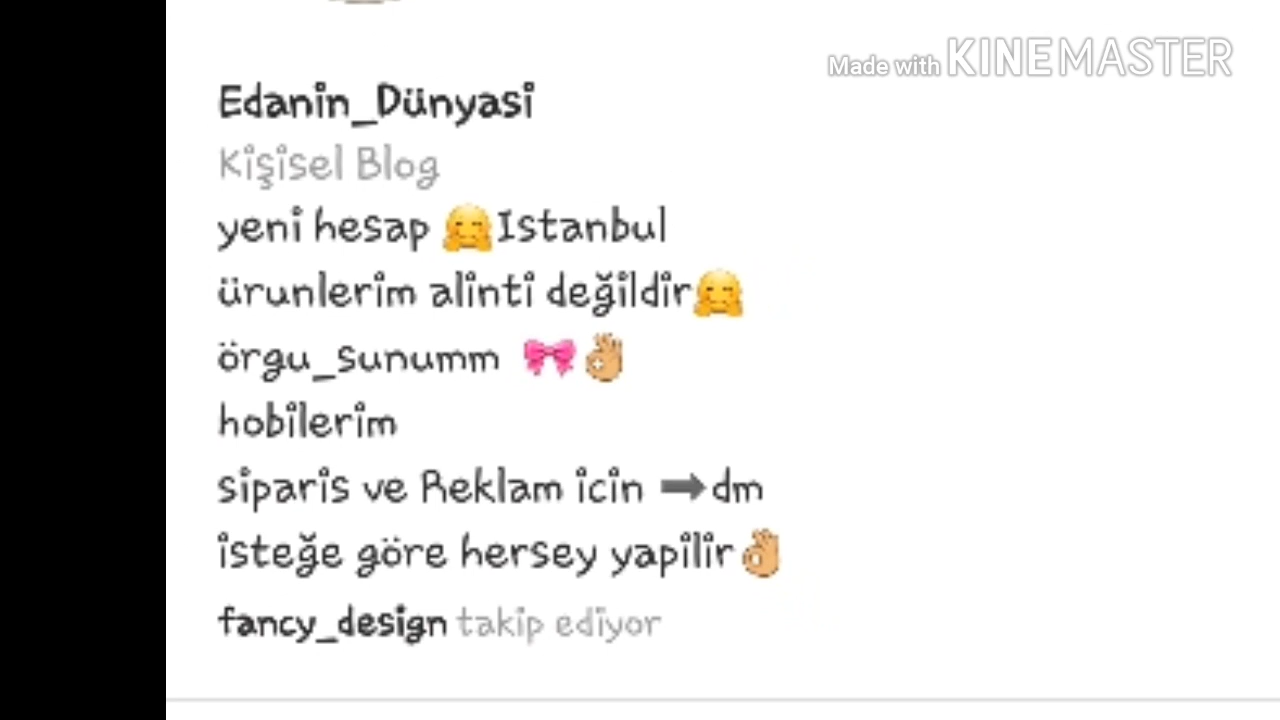 Made with KINEMASTER
Edanin_Dünyasi
Kişisel Blog
yeni hesap 🤗Istanbul
ürunlerim alinti değildir🤗
örgu_sunumm 🎀👌🏼
hobilerim
siparis ve Reklam icin ➡dm
isteğe göre hersey yapilir👌🏼
fancy_design takip ediyor